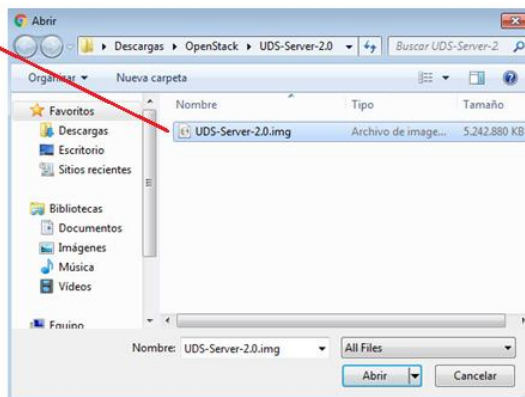 Abrir
Descargas OpenStack UDS-Server-2.0 Buscar UDS-Server-2
Organizar Nueva carpeta
Favoritos
Descargas
Escritorio
Sitios recientes
Bibliotecas
Documentos
Imágenes
Música
Vídeos
Equipo
Nombre Tipo Tamaño
UDS-Server-2.0.img Archivo de image... 5.242.880 KB
Nombre: UDS-Server-2.0.img All Files
Abrir Cancelar